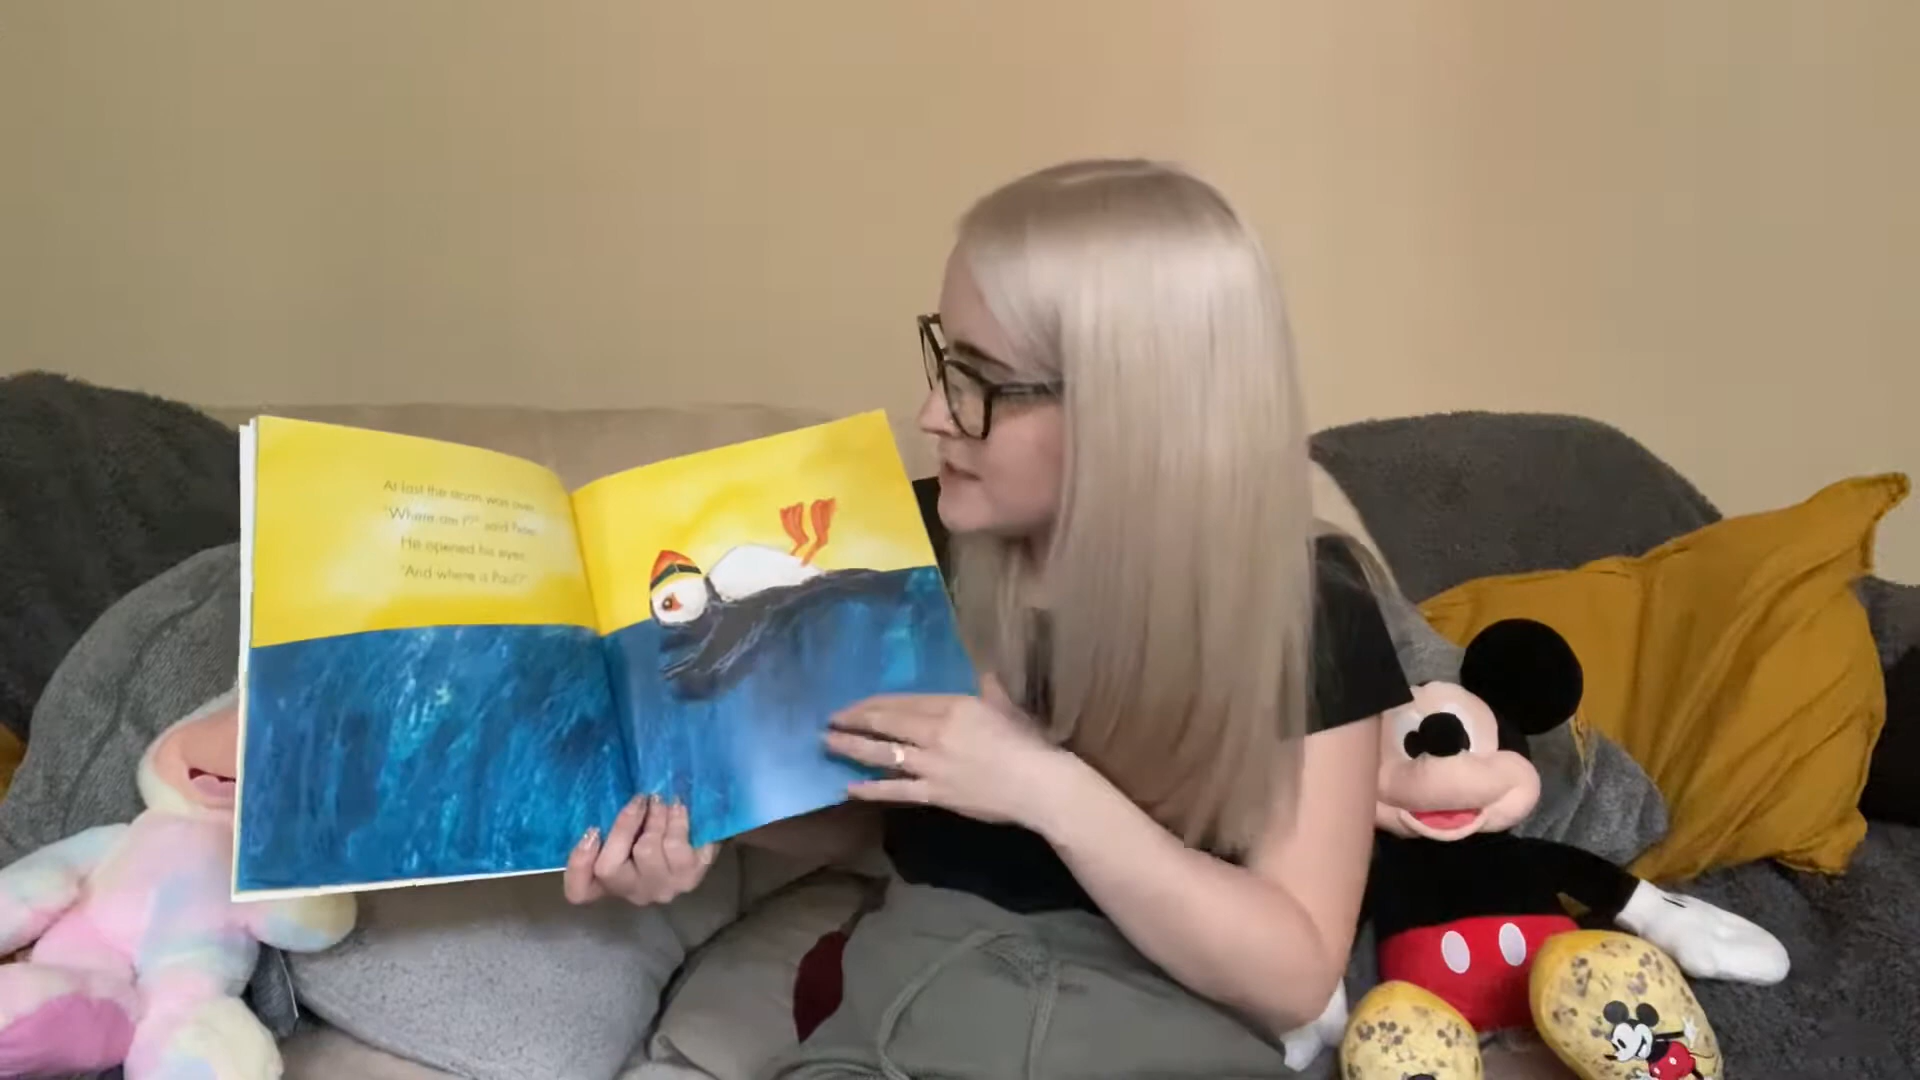 At last the storm was over.
"Where am I?" said Peter.
He opened his eyes.
"And where is Paul?"